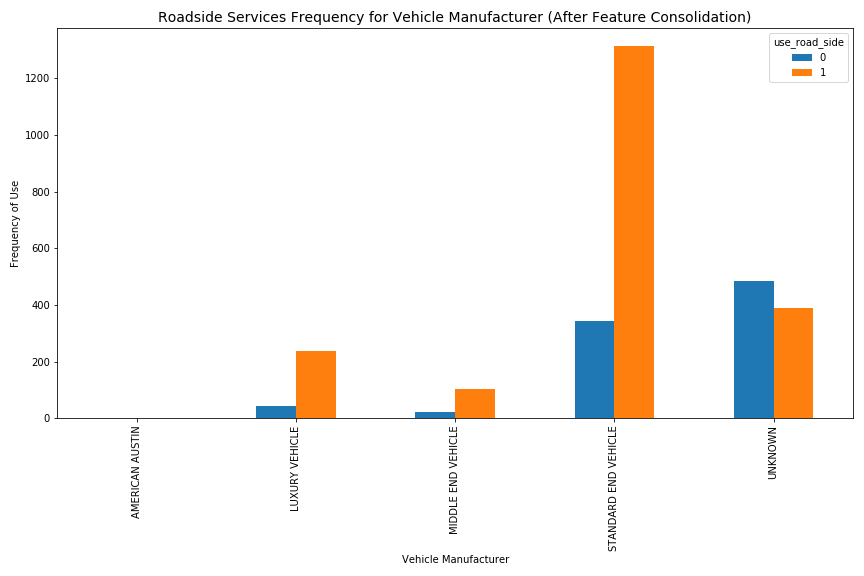 Roadside Services Frequency for Vehicle Manufacturer (After Feature Consolidation)
use_road_side
0
1
Frequency of Use
1200
1000
800
600
400
200
0
AMERICAN AUSTIN
LUXURY VEHICLE
MIDDLE END VEHICLE
STANDARD END VEHICLE
UNKNOWN
Vehicle Manufacturer